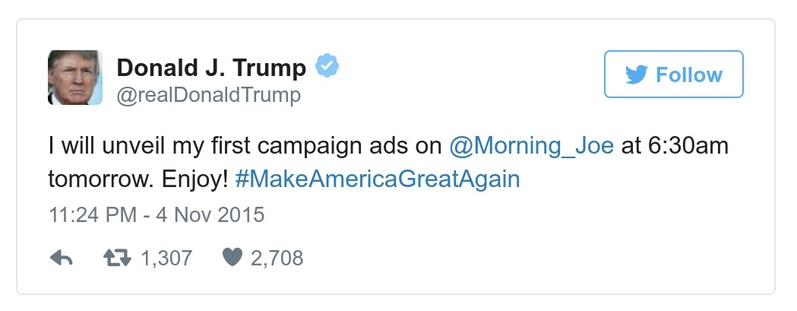 Donald J. Trump
Follow
@realDonaldTrump
I will unveil my first campaign ads on @Morning_Joe at 6:30am
tomorrow. Enjoy! #MakeAmericaGreatAgain
11:24 PM - 4 Nov 2015
1,307 2,708